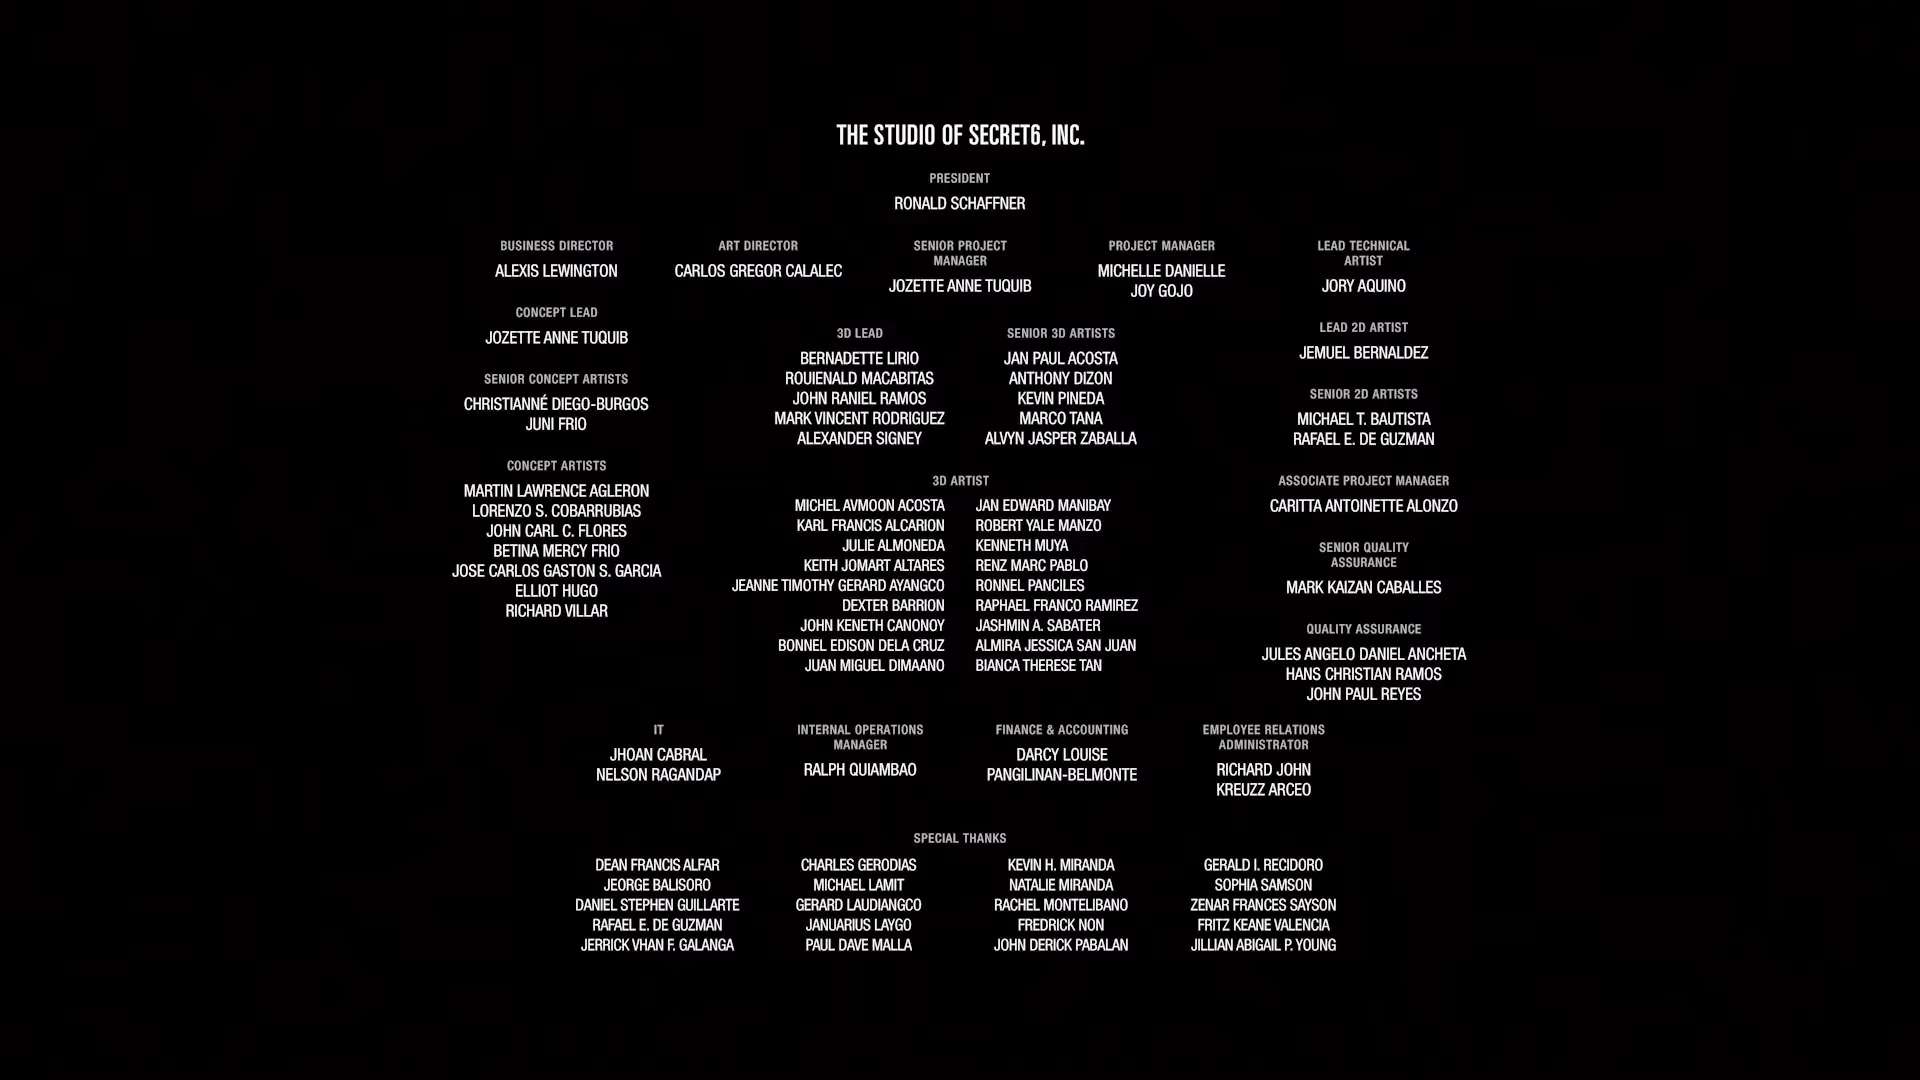 THE STUDIO OF SECRET6, INC.
PRESIDENT
RONALD SCHAFFNER
BUSINESS DIRECTOR
ALEXIS LEWINGTON
ART DIRECTOR
CARLOS GREGOR CALALEC
SENIOR PROJECT
MANAGER
JOZETTE ANNE TUQUIB
PROJECT MANAGER
MICHELLE DANIELLE
JOY GOJO
LEAD TECHNICAL
ARTIST
JORY AQUINO
CONCEPT LEAD
JOZETTE ANNE TUQUIB
SENIOR CONCEPT ARTISTS
CHRISTIANNÉ DIEGO-BURGOS
JUNI FRIO
CONCEPT ARTISTS
MARTIN LAWRENCE AGLERON
LORENZO S. COBARRUBIAS
JOHN CARL C. FLORES
BETINA MERCY FRIO
JOSE CARLOS GASTON S. GARCIA
ELLIOT HUGO
RICHARD VILLAR
3D LEAD
BERNADETTE LIRIO
ROUIENALD MACABITAS
JOHN RANIEL RAMOS
MARK VINCENT RODRIGUEZ
ALEXANDER SIGNEY
SENIOR 3D ARTISTS
JAN PAUL ACOSTA
ANTHONY DIZON
KEVIN PINEDA
MARCO TANA
ALVYN JASPER ZABALLA
3D ARTIST
MICHEL AVMOON ACOSTA
KARL FRANCIS ALCARION
JULIE ALMONEDA
KEITH JOMART ALTARES
JEANNE TIMOTHY GERARD AYANGCO
DEXTER BARRION
JOHN KENETH CANONOY
BONNEL EDISON DELA CRUZ
JUAN MIGUEL DIMAANO
JAN EDWARD MANIBAY
ROBERT YALE MANZO
KENNETH MUYA
RENZ MARC PABLO
RONNEL PANCILES
RAPHAEL FRANCO RAMIREZ
JASHMIN A. SABATER
ALMIRA JESSICA SAN JUAN
BIANCA THERESE TAN
LEAD 2D ARTIST
JEMUEL BERNALDEZ
SENIOR 2D ARTISTS
MICHAEL T. BAUTISTA
RAFAEL E. DE GUZMAN
ASSOCIATE PROJECT MANAGER
CARITTA ANTOINETTE ALONZO
SENIOR QUALITY
ASSURANCE
MARK KAIZAN CABALLES
QUALITY ASSURANCE
JULES ANGELO DANIEL ANCHETA
HANS CHRISTIAN RAMOS
JOHN PAUL REYES
IT
JHOAN CABRAL
NELSON RAGANDAP
INTERNAL OPERATIONS
MANAGER
RALPH QUIAMBAO
FINANCE & ACCOUNTING
DARCY LOUISE
PANGILINAN-BELMONTE
EMPLOYEE RELATIONS
ADMINISTRATOR
RICHARD JOHN
KREUZZ ARCEO
SPECIAL THANKS
DEAN FRANCIS ALFAR
JEORGE BALISORO
DANIEL STEPHEN GUILLARTE
RAFAEL E. DE GUZMAN
JERRICK VHAN F. GALANGA
CHARLES GERODIAS
MICHAEL LAMIT
GERARD LAUDIANGCO
JANUARIUS LAYGO
PAUL DAVE MALLA
KEVIN H. MIRANDA
NATALIE MIRANDA
RACHEL MONTELIBANO
FREDRICK NON
JOHN DERICK PABALAN
GERALD I. RECIDORO
SOPHIA SAMSON
ZENAR FRANCES SAYSON
FRITZ KEANE VALENCIA
JILLIAN ABIGAIL P. YOUNG